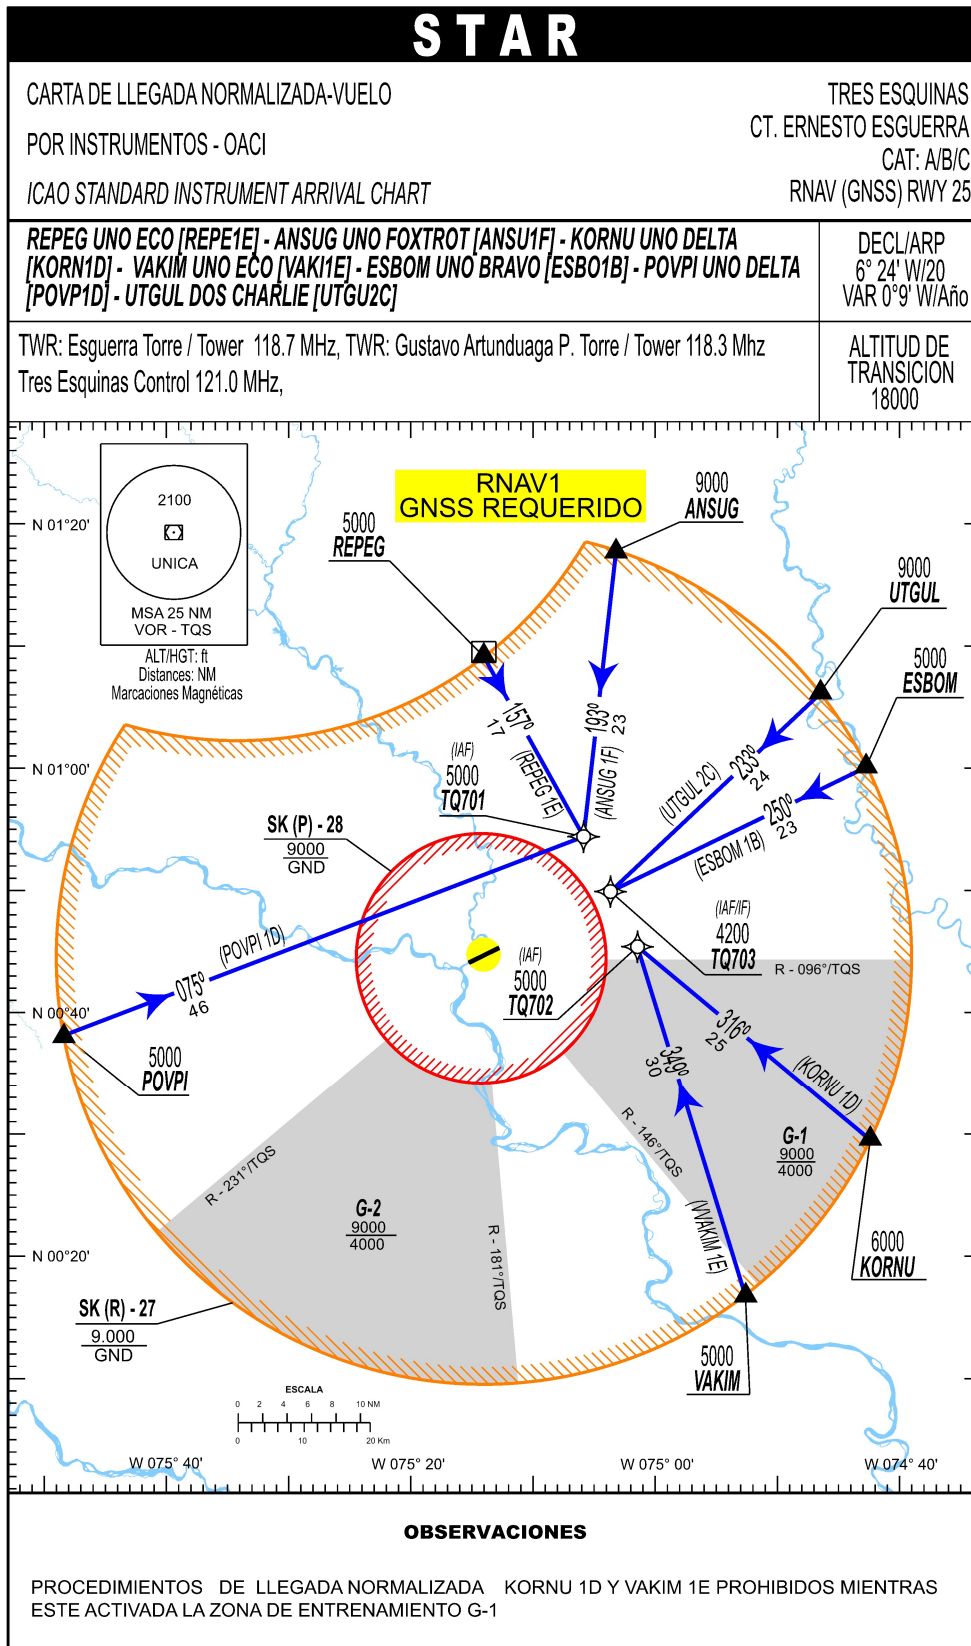 STAR
CARTA DE LLEGADA NORMALIZADA-VUELO
POR INSTRUMENTOS - OACI
ICAO STANDARD INSTRUMENT ARRIVAL CHART
TRES ESQUINAS
CT. ERNESTO ESGUERRA
CAT: A/B/C
RNAV (GNSS) RWY 25
REPEG UNO ECO [REPE1E] - ANSUG UNO FOXTROT [ANSU1F] - KORNU UNO DELTA
[KORN1D] - VAKIM UNO ECO [VAKI1E] - ESBOM UNO BRAVO [ESBO1B] - POVPI UNO DELTA
[POVP1D] - UTGUL DOS CHARLIE [UTGU2C]
DECL/ARP
6° 24' W/20
VAR 0°9' W/Año
TWR: Esguerra Torre / Tower 118.7 MHz, TWR: Gustavo Artunduaga P. Torre / Tower 118.3 Mhz
Tres Esquinas Control 121.0 MHz,
ALTITUD DE
TRANSICION
18000
2100
UNICA
MSA 25 NM
VOR - TQS
ALT/HGT: ft
Distances: NM
Marcaciones Magnéticas
RNAV1
GNSS REQUERIDO
N 01°20'
5000
REPEG
9000
ANSUG
9000
UTGUL
5000
ESBOM
157º
17
(REPEG 1E)
193º
23
(ANSUG 1F)
233º
24
(UTGUL 2C)
250º
23
(ESBOM 1B)
N 01°00'
(IAF)
5000
TQ701
SK (P) - 28
9000
GND
(POVPI 1D)
075º
46
(IAF)
5000
TQ702
(IAF/IF)
4200
TQ703
R - 096°/TQS
N 00°40'
5000
POVPI
316º
25
(KORNU 1D)
349º
30
(VVAKIM 1E)
R - 146°/TQS
G-1
9000
4000
R - 231°/TQS
G-2
9000
4000
R - 181°/TQS
N 00°20'
6000
KORNU
SK (R) - 27
9.000
GND
5000
VAKIM
ESCALA
0 2 4 6 8 10 NM
0 10 20 Km
W 075° 40'
W 075° 20'
W 075° 00'
W 074° 40'
OBSERVACIONES
PROCEDIMIENTOS DE LLEGADA NORMALIZADA KORNU 1D Y VAKIM 1E PROHIBIDOS MIENTRAS
ESTE ACTIVADA LA ZONA DE ENTRENAMIENTO G-1